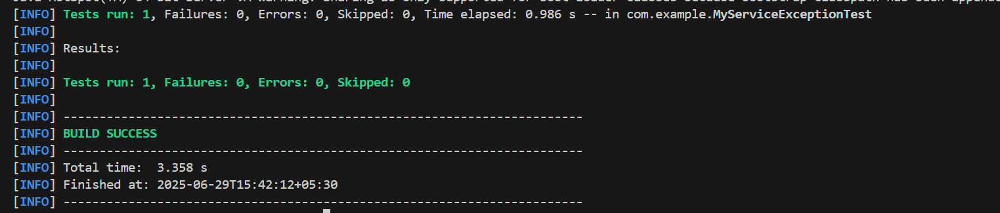 [INFO] Tests run: 1, Failures: 0, Errors: 0, Skipped: 0, Time elapsed: 0.986 s -- in com.example.MyServiceExceptionTest
[INFO]
[INFO] Results:
[INFO]
[INFO] Tests run: 1, Failures: 0, Errors: 0, Skipped: 0
[INFO]
[INFO] ------------------------------------------------------------------------
[INFO] BUILD SUCCESS
[INFO] ------------------------------------------------------------------------
[INFO] Total time:  3.358 s
[INFO] Finished at: 2025-06-29T15:42:12+05:30
[INFO] ------------------------------------------------------------------------